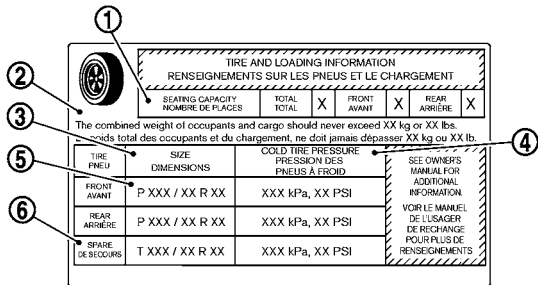 1
TIRE AND LOADING INFORMATION
RENSEIGNEMENTS SUR LES PNEUS ET LE CHARGEMENT
2
SEATING CAPACITY
NOMBRE DE PLACES
TOTAL
TOTAL
X
FRONT
AVANT
X
REAR
ARRIÈRE
X
The combined weight of occupants and cargo should never exceed XX kg or XX lbs.
poids total des occupants et du chargement, ne doit jamais dépasser XX kg ou XX lb.
3
4
TIRE
PNEU
SIZE
DIMENSIONS
COLD TIRE PRESSURE
PRESSION DES
PNEUS À FROID
SEE OWNER'S
MANUAL FOR
ADDITIONAL
INFORMATION.
VOIR LE MANUEL
DE L'USAGER
DE RECHANGE
POUR PLUS DE
RENSEIGNEMENTS
5
FRONT
AVANT
P XXX / XX R XX
XXX kPa, XX PSI
REAR
ARRIÈRE
P XXX / XX R XX
XXX kPa, XX PSI
6
SPARE
DE SECOURS
T XXX / XX R XX
XXX kPa, XX PSI